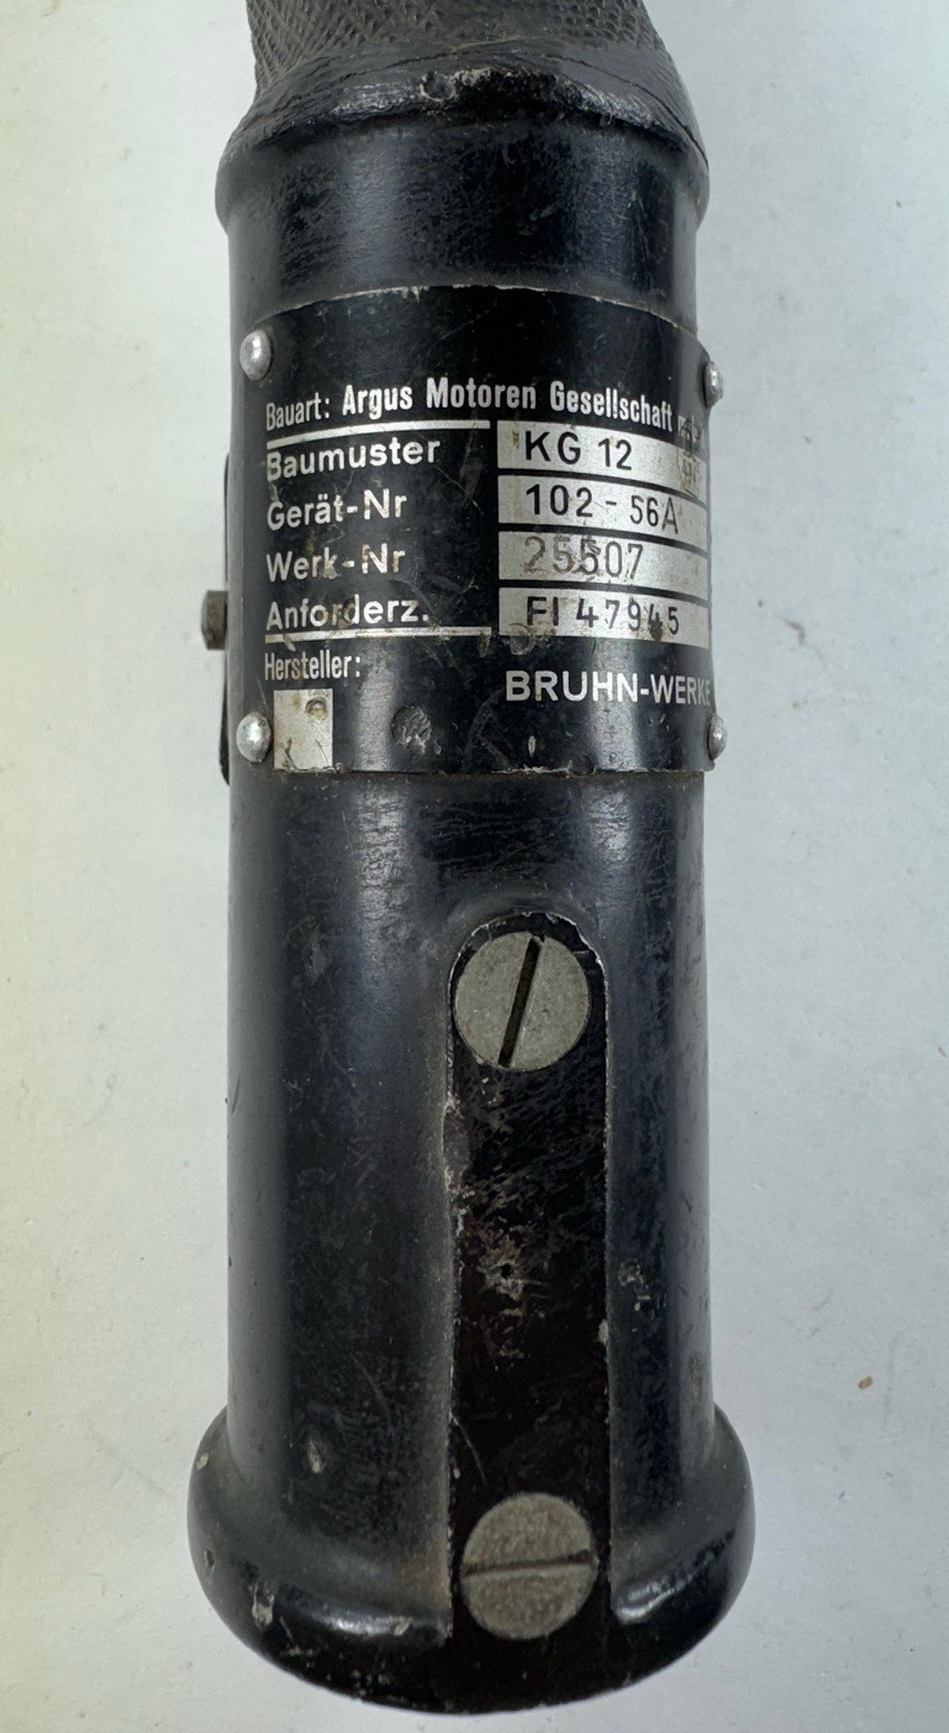 Bauart: Argus Motoren Gesellschaft
Baumuster KG 12
Gerät-Nr 102-56A
Werk-Nr 25507
Anforderz. Fl 47945
Hersteller:
BRUHN-WERKE